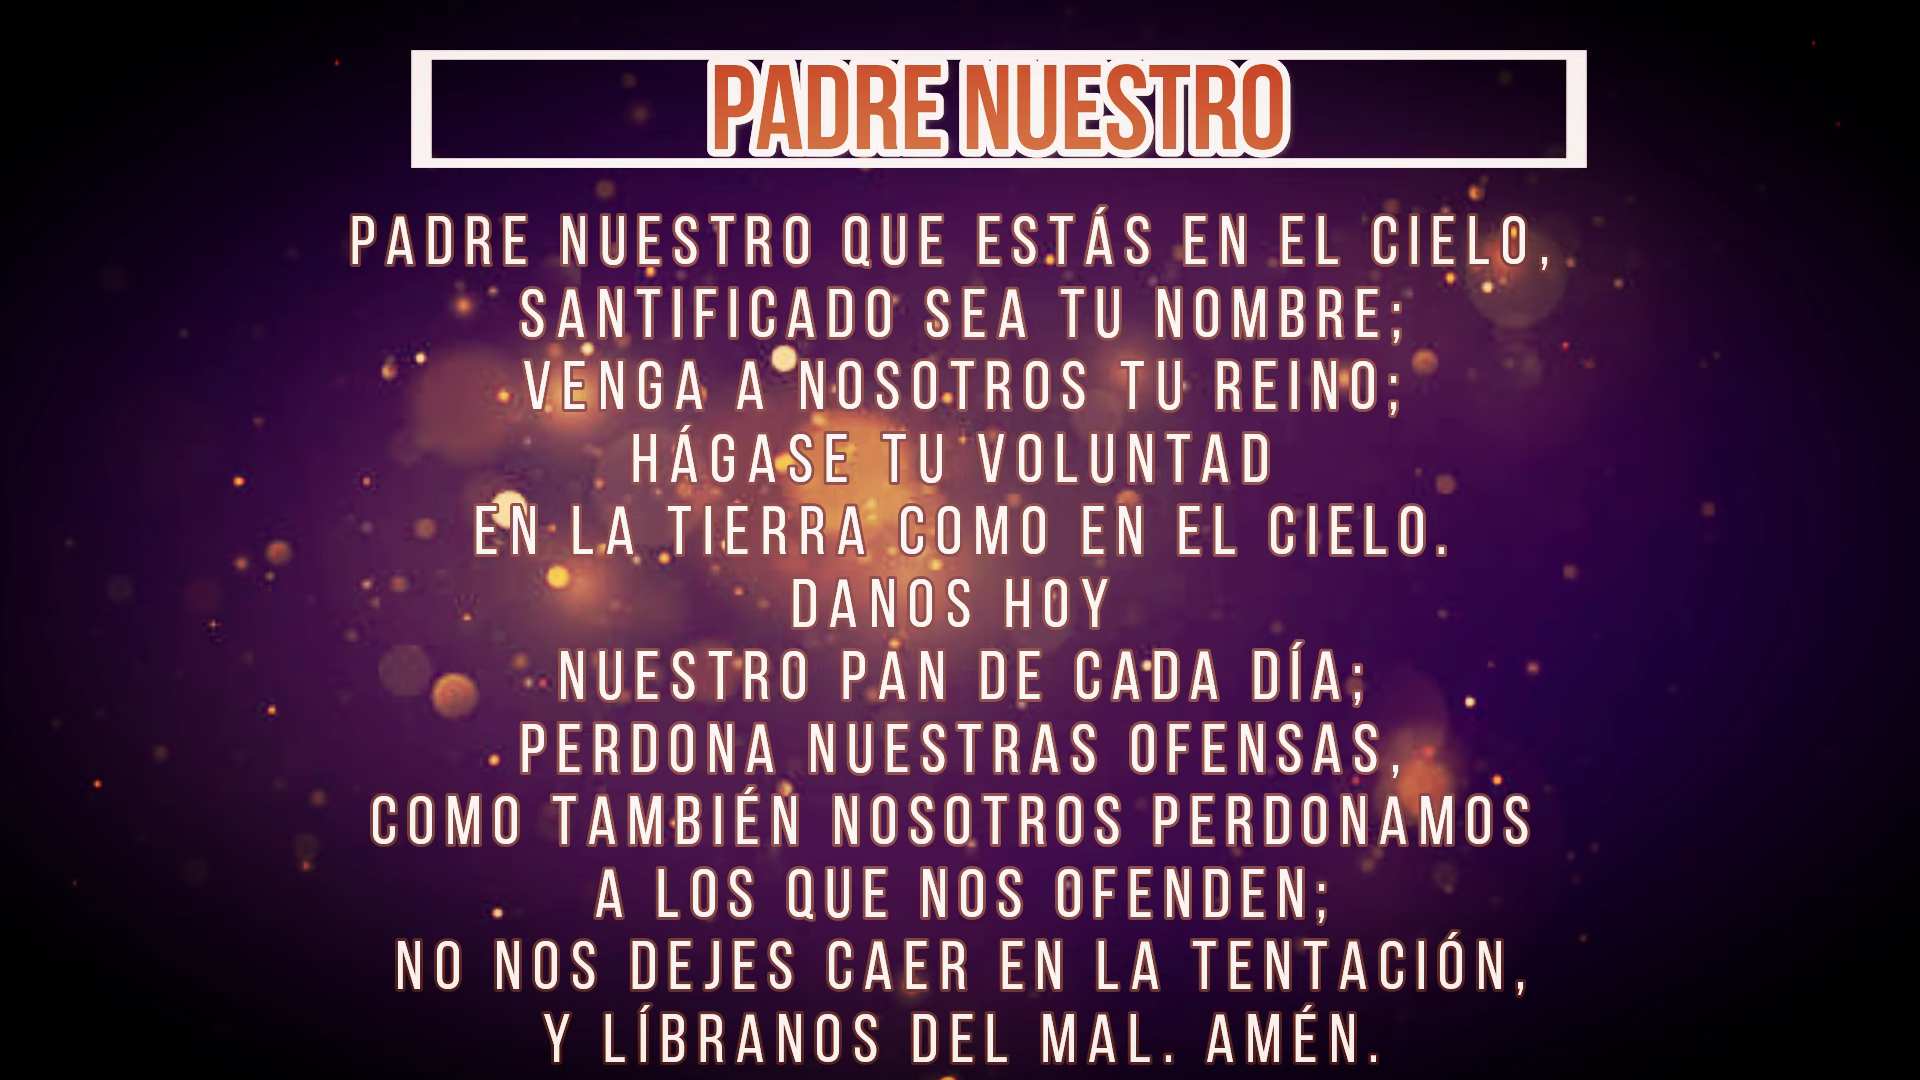 PADRE NUESTRO
PADRE NUESTRO QUE ESTÁS EN EL CIELO,
SANTIFICADO SEA TU NOMBRE;
VENGA A NOSOTROS TU REINO;
HÁGASE TU VOLUNTAD
EN LA TIERRA COMO EN EL CIELO.
DANOS HOY
NUESTRO PAN DE CADA DÍA;
PERDONA NUESTRAS OFENSAS,
COMO TAMBIÉN NOSOTROS PERDONAMOS
A LOS QUE NOS OFENDEN;
NO NOS DEJES CAER EN LA TENTACIÓN,
Y LÍBRANOS DEL MAL. AMÉN.